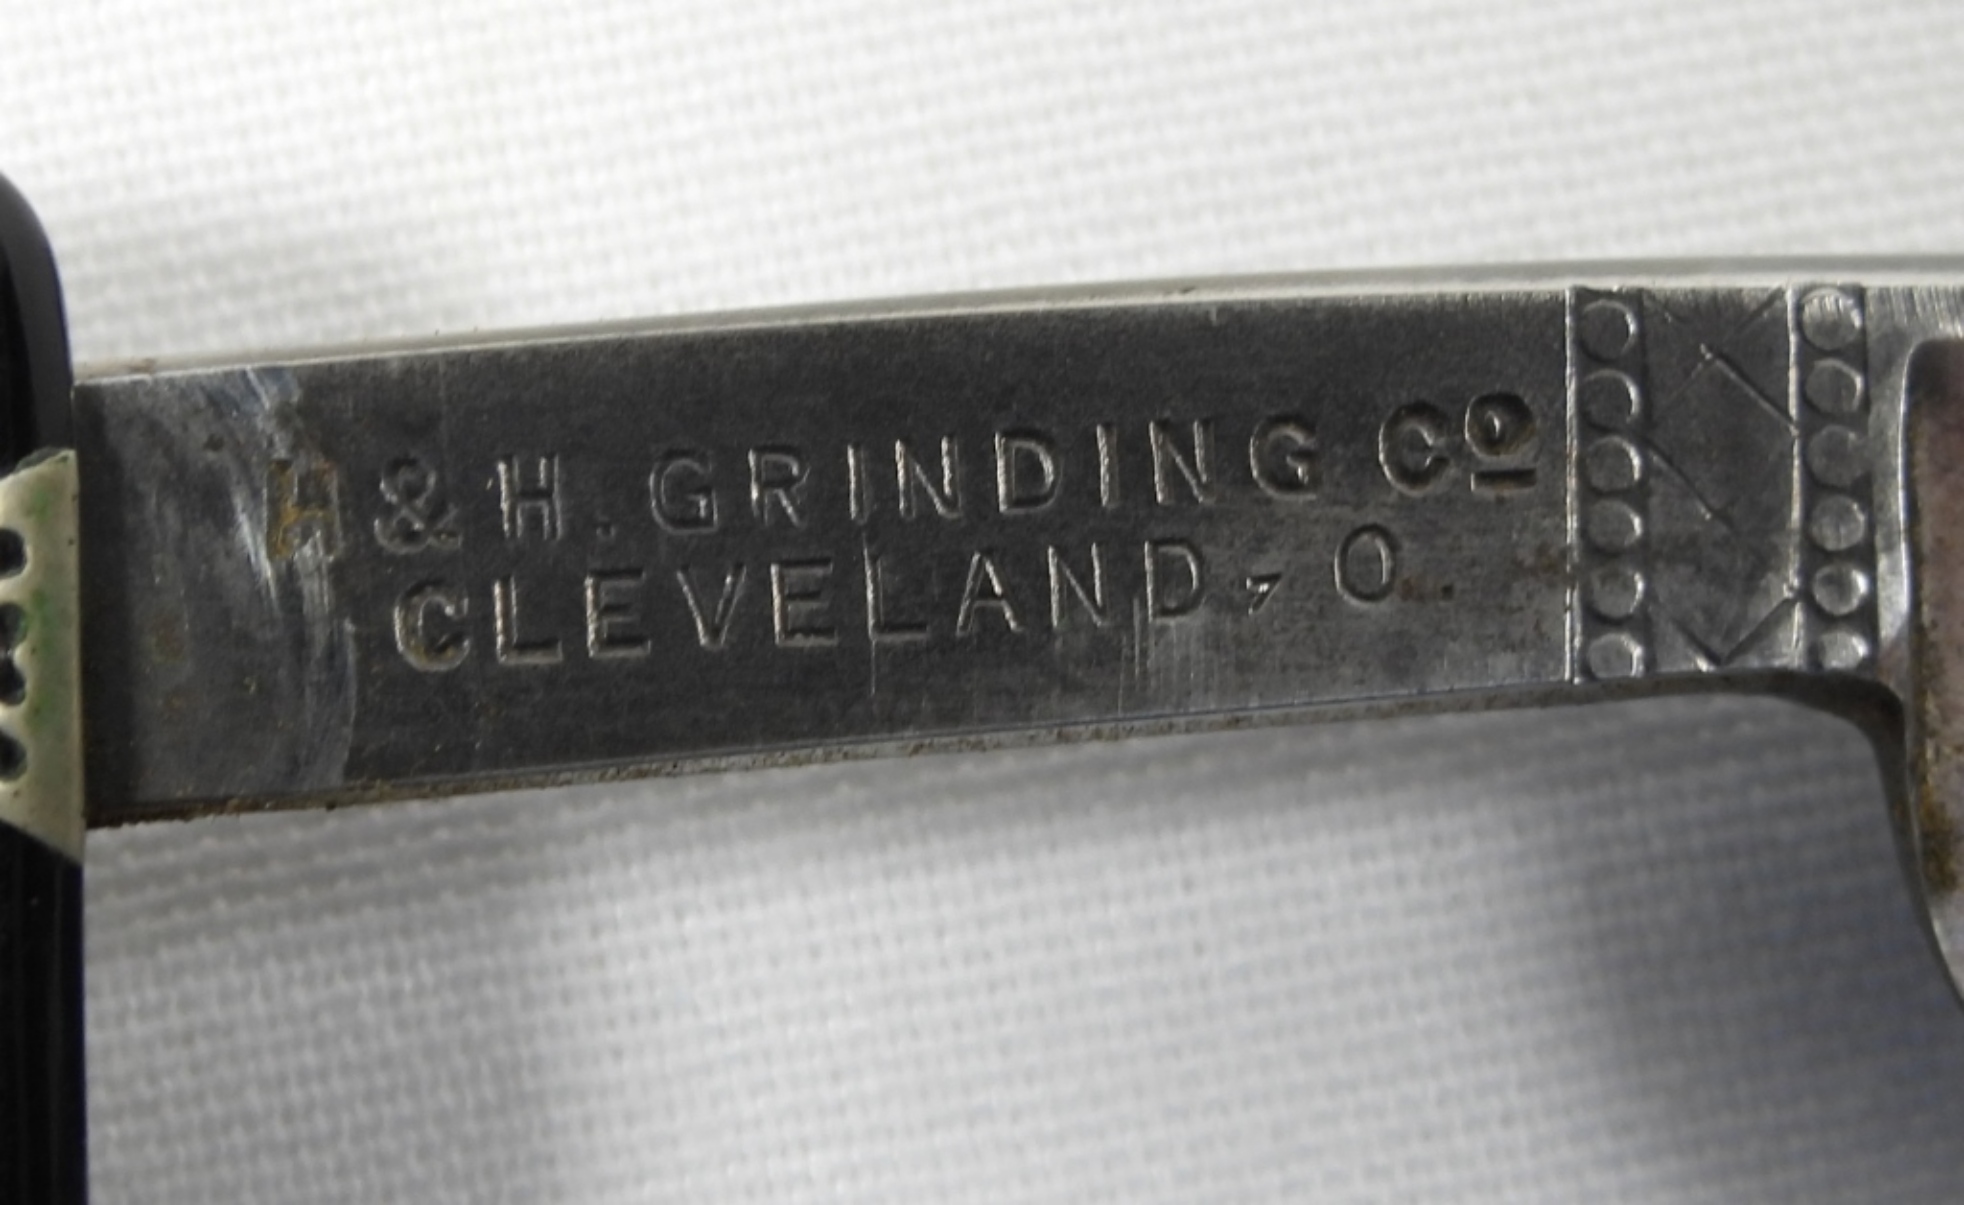 H & H. GRINDING Cº
CLEVELAND, O.